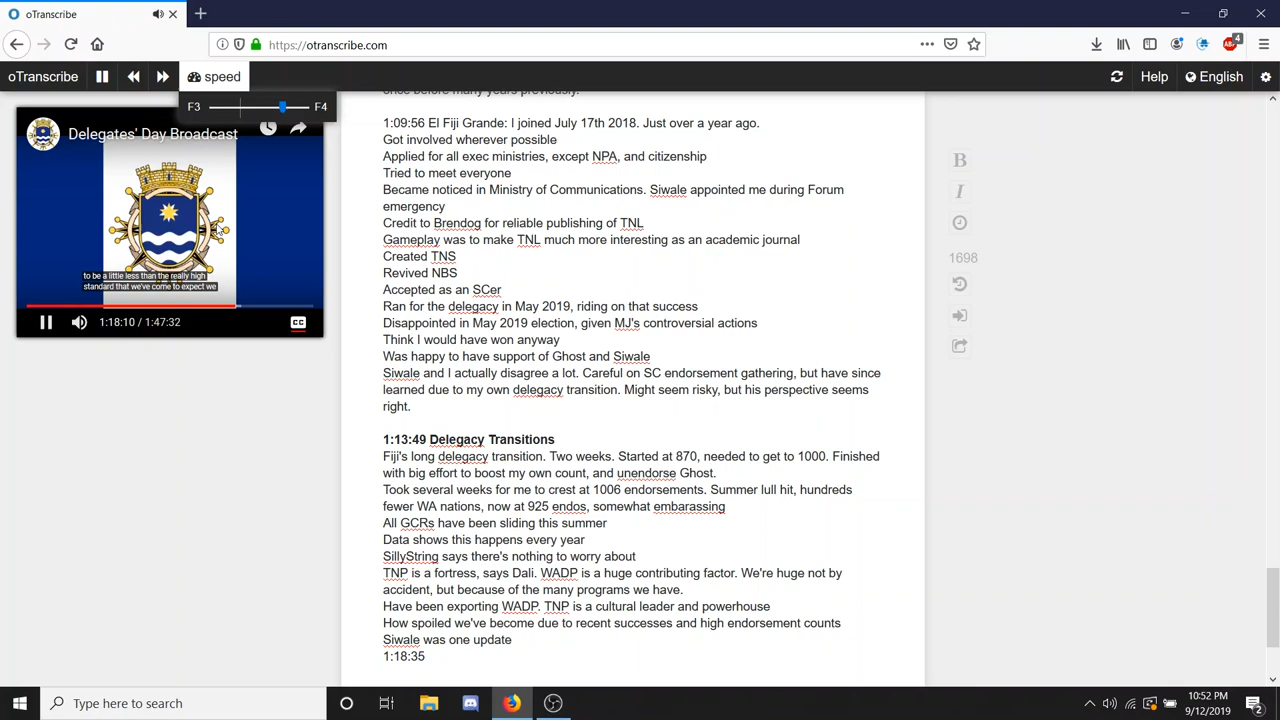 oTranscribe
https://otranscribe.com
4
oTranscribe
speed
Help
English
F3
F4
Delegates' Day Broadcast
to be a little less than the really high
standard that we've come to expect we
1:18:10 / 1:47:32
once before many years previously.
1:09:56 El Fiji Grande: I joined July 17th 2018. Just over a year ago.
Got involved wherever possible
Applied for all exec ministries, except NPA, and citizenship
Tried to meet everyone
Became noticed in Ministry of Communications. Siwale appointed me during Forum
emergency
Credit to Brendog for reliable publishing of TNL
Gameplay was to make TNL much more interesting as an academic journal
Created TNS
Revived NBS
Accepted as an SCer
Ran for the delegacy in May 2019, riding on that success
Disappointed in May 2019 election, given MJ's controversial actions
Think I would have won anyway
Was happy to have support of Ghost and Siwale
Siwale and I actually disagree a lot. Careful on SC endorsement gathering, but have since
learned due to my own delegacy transition. Might seem risky, but his perspective seems
right.
1:13:49 Delegacy Transitions
Fiji's long delegacy transition. Two weeks. Started at 870, needed to get to 1000. Finished
with big effort to boost my own count, and unendorse Ghost.
Took several weeks for me to crest at 1006 endorsements. Summer lull hit, hundreds
fewer WA nations, now at 925 endos, somewhat embarassing
All GCRs have been sliding this summer
Data shows this happens every year
SillyString says there's nothing to worry about
TNP is a fortress, says Dali. WADP is a huge contributing factor. We're huge not by
accident, but because of the many programs we have.
Have been exporting WADP. TNP is a cultural leader and powerhouse
How spoiled we've become due to recent successes and high endorsement counts
Siwale was one update
1:18:35
B
I
1698
Type here to search
10:52 PM
9/12/2019
2